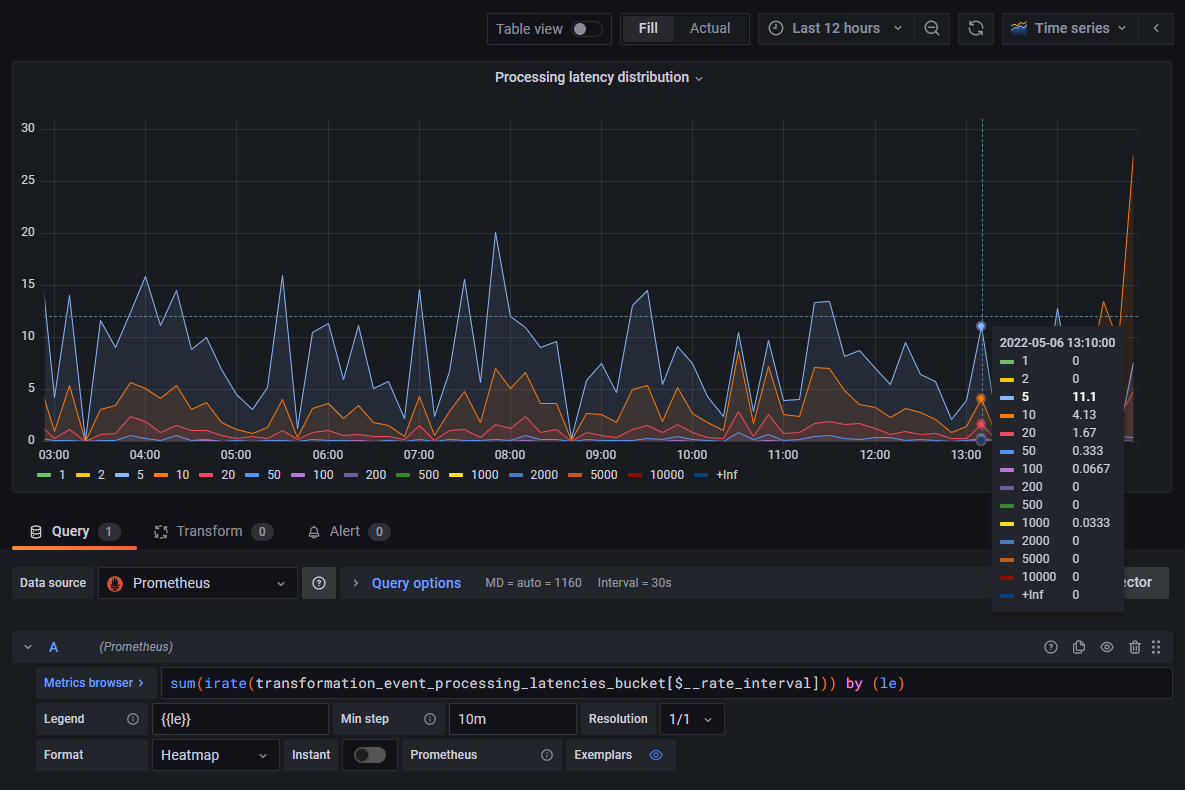 Table view Fill Actual Last 12 hours Time series
Processing latency distribution
30
25
20
15
10
5
0
03:00 04:00 05:00 06:00 07:00 08:00 09:00 10:00 11:00 12:00 13:00
1 2 5 10 20 50 100 200 500 1000 2000 5000 10000 +Inf
2022-05-06 13:10:00
1 0
2 0
5 11.1
10 4.13
20 1.67
50 0.333
100 0.0667
200 0
500 0
1000 0.0333
2000 0
5000 0
10000 0
+Inf 0
Query 1 Transform 0 Alert 0
Data source Prometheus Query options MD = auto = 1160 Interval = 30s
A (Prometheus)
Metrics browser > sum(irate(transformation_event_processing_latencies_bucket[$__rate_interval])) by (le)
Legend {{le}} Min step 10m Resolution 1/1
Format Heatmap Instant Prometheus Exemplars